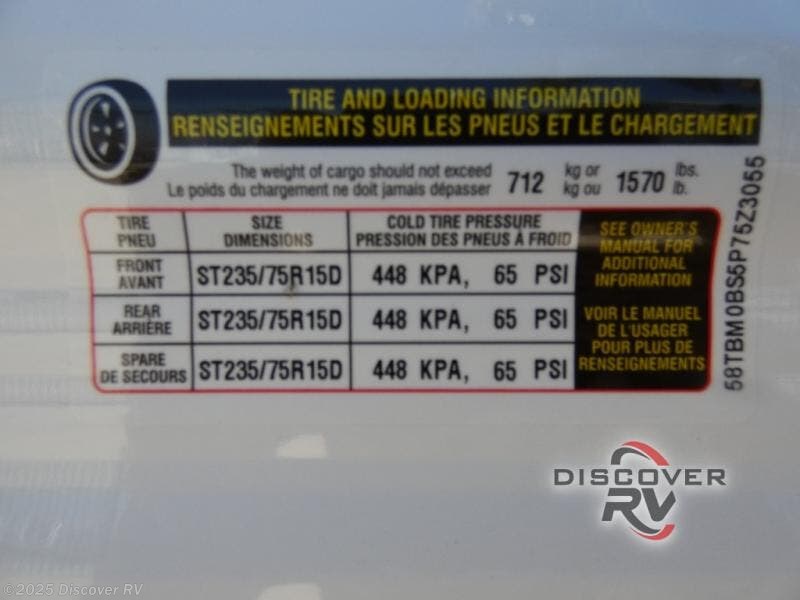 TIRE AND LOADING INFORMATION
RENSEIGNEMENTS SUR LES PNEUS ET LE CHARGEMENT
The weight of cargo should not exceed 712 kg or 1570 lbs.
Le poids du chargement ne doit jamais dépasser kg ou lb.
TIRE SIZE COLD TIRE PRESSURE
PNEU DIMENSIONS PRESSION DES PNEUS À FROID
FRONT
AVANT ST235/75R15D 448 KPA, 65 PSI
REAR
ARRIÈRE ST235/75R15D 448 KPA, 65 PSI
SPARE
DE SECOURS ST235/75R15D 448 KPA, 65 PSI
SEE OWNER'S
MANUAL FOR
ADDITIONAL
INFORMATION
VOIR LE MANUEL
DE L'USAGER
POUR PLUS DE
RENSEIGNEMENTS
58TBM0BS5P75Z3055
DISCOVER
RV
©2025 Discover RV